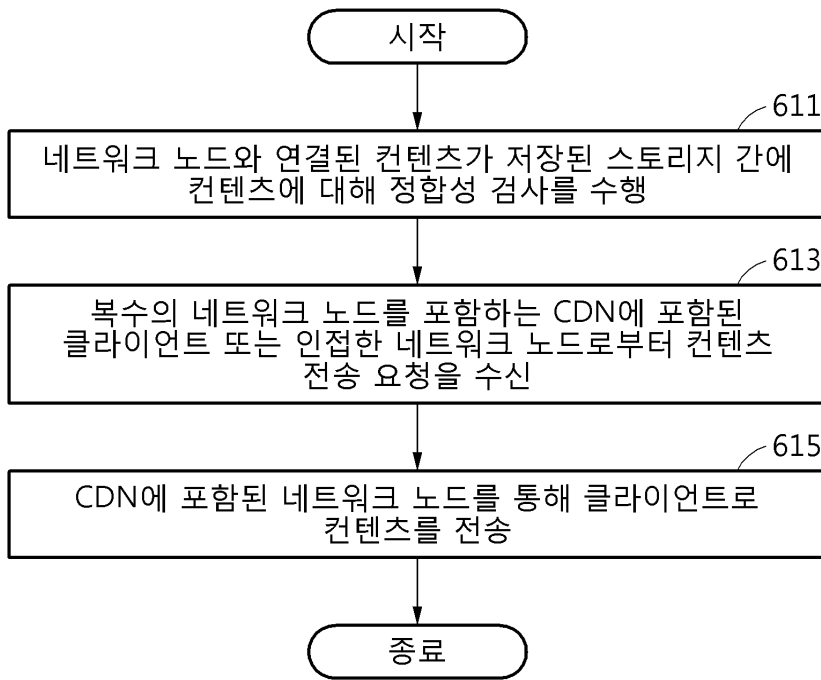 시작
611
네트워크 노드와 연결된 컨텐츠가 저장된 스토리지 간에
컨텐츠에 대해 정합성 검사를 수행
613
복수의 네트워크 노드를 포함하는 CDN에 포함된
클라이언트 또는 인접한 네트워크 노드로부터 컨텐츠
전송 요청을 수신
615
CDN에 포함된 네트워크 노드를 통해 클라이언트로
컨텐츠를 전송
종료